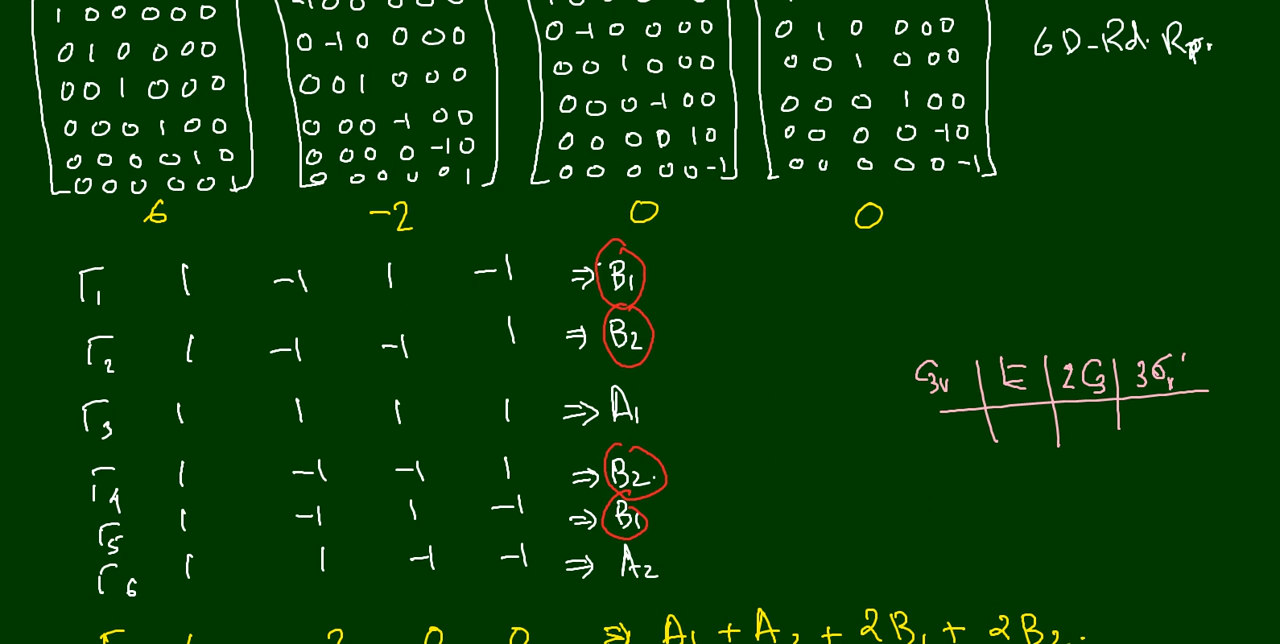 1 0 0 0 0 0 -1 0 0 0 0 0
0 1 0 0 0 0 0 -1 0 0 0 0 0 -1 0 0 0 0 0 1 0 0 0 0 6D-Rd. Rp.
0 0 1 0 0 0 0 0 1 0 0 0 0 0 1 0 0 0 0 0 1 0 0 0
0 0 0 1 0 0 0 0 0 -1 0 0 0 0 0 -1 0 0 0 0 0 1 0 0
0 0 0 0 1 0 0 0 0 0 -1 0 0 0 0 0 1 0 0 0 0 0 -1 0
0 0 0 0 0 1 0 0 0 0 0 1 0 0 0 0 0 -1 0 0 0 0 0 -1
6 -2 0 0
Γ1 1 -1 1 -1 ⇒ B1
Γ2 1 -1 -1 1 ⇒ B2
C3v E 2C3 3σv'
Γ3 1 1 1 1 ⇒ A1
Γ4 1 -1 -1 1 ⇒ B2.
Γ5 1 -1 1 -1 ⇒ B1
Γ6 1 1 -1 -1 ⇒ A2
⇒ A1 + A2 + 2B1 + 2B2..